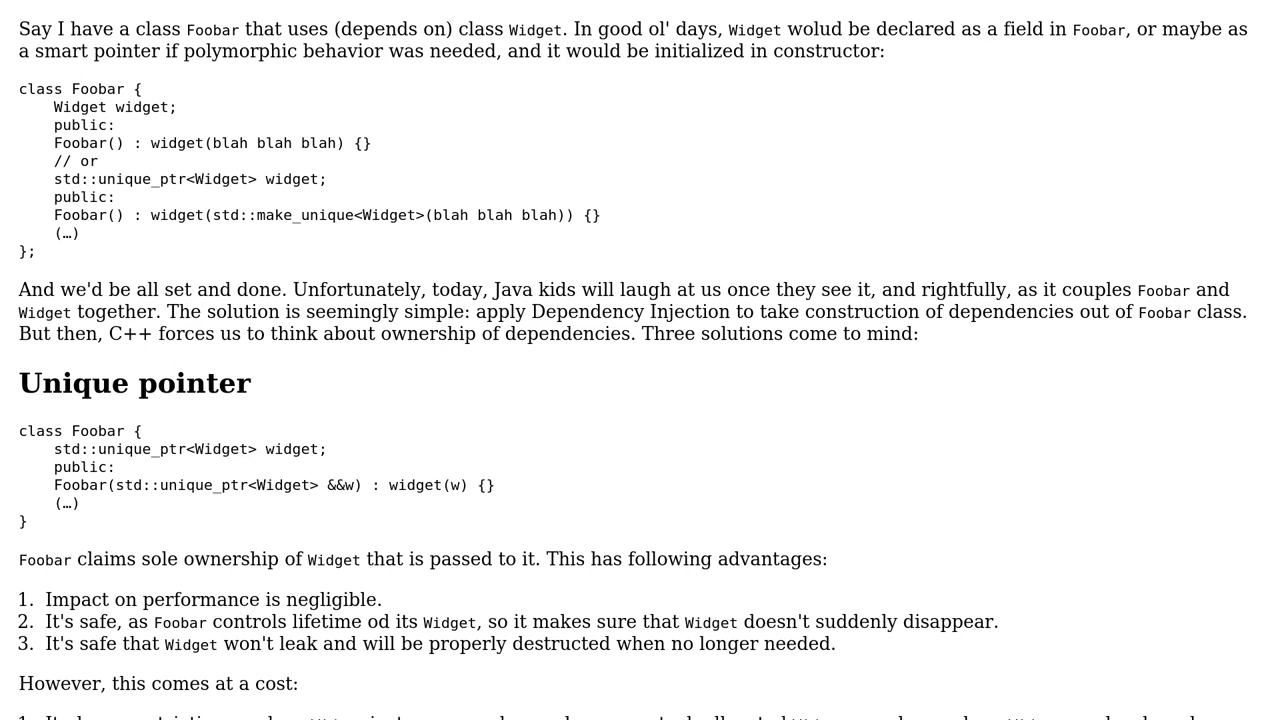 Say I have a class Foobar that uses (depends on) class Widget. In good ol' days, Widget wolud be declared as a field in Foobar, or maybe as
a smart pointer if polymorphic behavior was needed, and it would be initialized in constructor:
class Foobar {
    Widget widget;
    public:
    Foobar() : widget(blah blah blah) {}
    // or
    std::unique_ptr<Widget> widget;
    public:
    Foobar() : widget(std::make_unique<Widget>(blah blah blah)) {}
    (…)
};
And we'd be all set and done. Unfortunately, today, Java kids will laugh at us once they see it, and rightfully, as it couples Foobar and
Widget together. The solution is seemingly simple: apply Dependency Injection to take construction of dependencies out of Foobar class.
But then, C++ forces us to think about ownership of dependencies. Three solutions come to mind:
Unique pointer
class Foobar {
    std::unique_ptr<Widget> widget;
    public:
    Foobar(std::unique_ptr<Widget> &&w) : widget(w) {}
    (…)
}
Foobar claims sole ownership of Widget that is passed to it. This has following advantages:
1. Impact on performance is negligible.
2. It's safe, as Foobar controls lifetime od its Widget, so it makes sure that Widget doesn't suddenly disappear.
3. It's safe that Widget won't leak and will be properly destructed when no longer needed.
However, this comes at a cost: